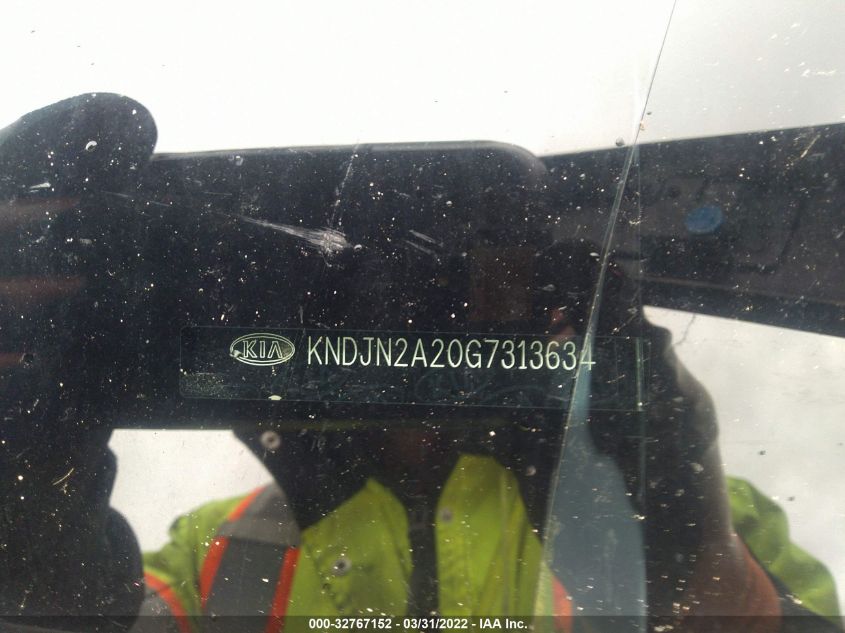 KIA KNDJN2A20G7313634
000-32767152 - 03/31/2022 - IAA Inc.